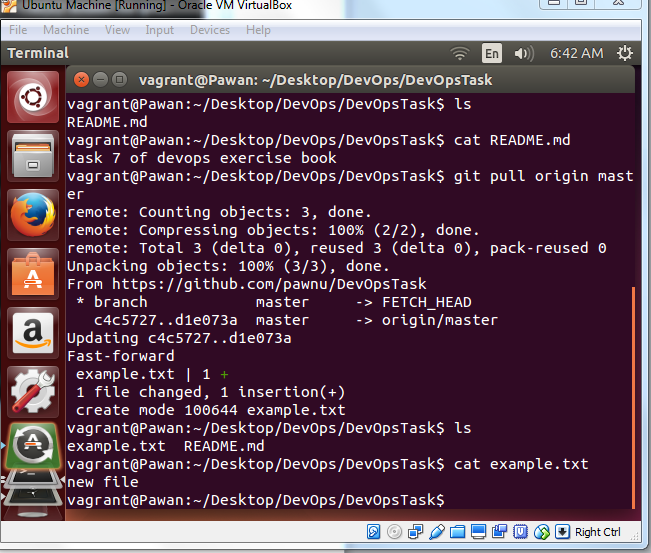 Ubuntu Machine [Running] - Oracle VM VirtualBox
File Machine View Input Devices Help
Terminal En 6:42 AM
vagrant@Pawan: ~/Desktop/DevOps/DevOpsTask
vagrant@Pawan:~/Desktop/DevOps/DevOpsTask$ ls
README.md
vagrant@Pawan:~/Desktop/DevOps/DevOpsTask$ cat README.md
task 7 of devops exercise book
vagrant@Pawan:~/Desktop/DevOps/DevOpsTask$ git pull origin mast
er
remote: Counting objects: 3, done.
remote: Compressing objects: 100% (2/2), done.
remote: Total 3 (delta 0), reused 3 (delta 0), pack-reused 0
Unpacking objects: 100% (3/3), done.
From https://github.com/pawnu/DevOpsTask
 * branch            master     -> FETCH_HEAD
   c4c5727..d1e073a  master     -> origin/master
Updating c4c5727..d1e073a
Fast-forward
 example.txt | 1 +
 1 file changed, 1 insertion(+)
 create mode 100644 example.txt
vagrant@Pawan:~/Desktop/DevOps/DevOpsTask$ ls
example.txt  README.md
vagrant@Pawan:~/Desktop/DevOps/DevOpsTask$ cat example.txt
new file
vagrant@Pawan:~/Desktop/DevOps/DevOpsTask$
Right Ctrl